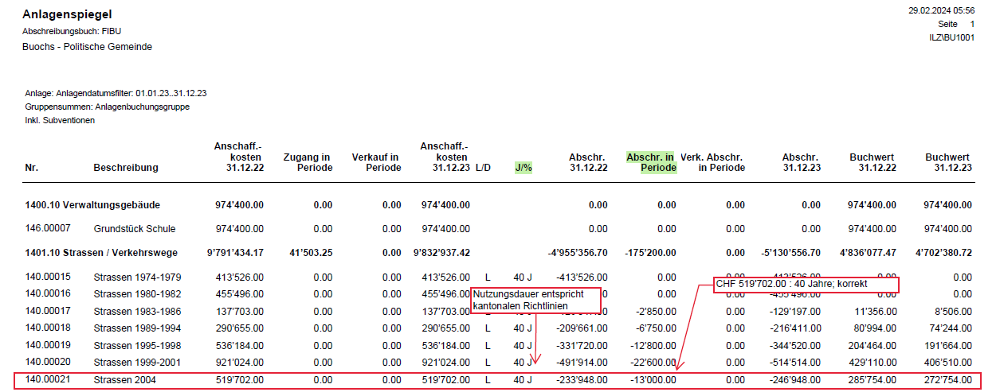 Anlagenspiegel
29.02.2024 05:56
Abschreibungsbuch: FIBU
Seite 1
Buochs - Politische Gemeinde
ILZ\BU1001
Anlage: Anlagendatumsfilter: 01.01.23..31.12.23
Gruppensummen: Anlagenbuchungsgruppe
Inkl. Subventionen
Nr. Beschreibung Anschaff.-kosten 31.12.22 Zugang in Periode Verkauf in Periode Anschaff.-kosten 31.12.23 L/D J/% Abschr. 31.12.22 Abschr. in Periode Verk. Abschr. in Periode Abschr. 31.12.23 Buchwert 31.12.22 Buchwert 31.12.23
1400.10 Verwaltungsgebäude 974'400.00 0.00 0.00 974'400.00 0.00 0.00 0.00 0.00 974'400.00 974'400.00
146.00007 Grundstück Schule 974'400.00 0.00 0.00 974'400.00 0.00 0.00 0.00 0.00 974'400.00 974'400.00
1401.10 Strassen / Verkehrswege 9'791'434.17 41'503.25 0.00 9'832'937.42 -4'955'356.70 -175'200.00 0.00 -5'130'556.70 4'836'077.47 4'702'380.72
140.00015 Strassen 1974-1979 413'526.00 0.00 0.00 413'526.00 L 40 J -413'526.00 0.00 0.00 0.00 0.00
CHF 519'702.00 : 40 Jahre; korrekt
140.00016 Strassen 1980-1982 455'496.00 0.00 0.00 455'496.00 0.00 0.00 -455'496.00 0.00 0.00
Nutzungsdauer entspricht
kantonalen Richtlinien
140.00017 Strassen 1983-1986 137'703.00 0.00 0.00 137'703.00 -2'850.00 0.00 -129'197.00 11'356.00 8'506.00
140.00018 Strassen 1989-1994 290'655.00 0.00 0.00 290'655.00 L 40 J -209'661.00 -6'750.00 0.00 -216'411.00 80'994.00 74'244.00
140.00019 Strassen 1995-1998 536'184.00 0.00 0.00 536'184.00 L 40 J -331'720.00 -12'800.00 0.00 -344'520.00 204'464.00 191'664.00
140.00020 Strassen 1999-2001 921'024.00 0.00 0.00 921'024.00 L 40 J -491'914.00 -22'600.00 0.00 -514'514.00 429'110.00 406'510.00
140.00021 Strassen 2004 519'702.00 0.00 0.00 519'702.00 L 40 J -233'948.00 -13'000.00 0.00 -246'948.00 285'754.00 272'754.00